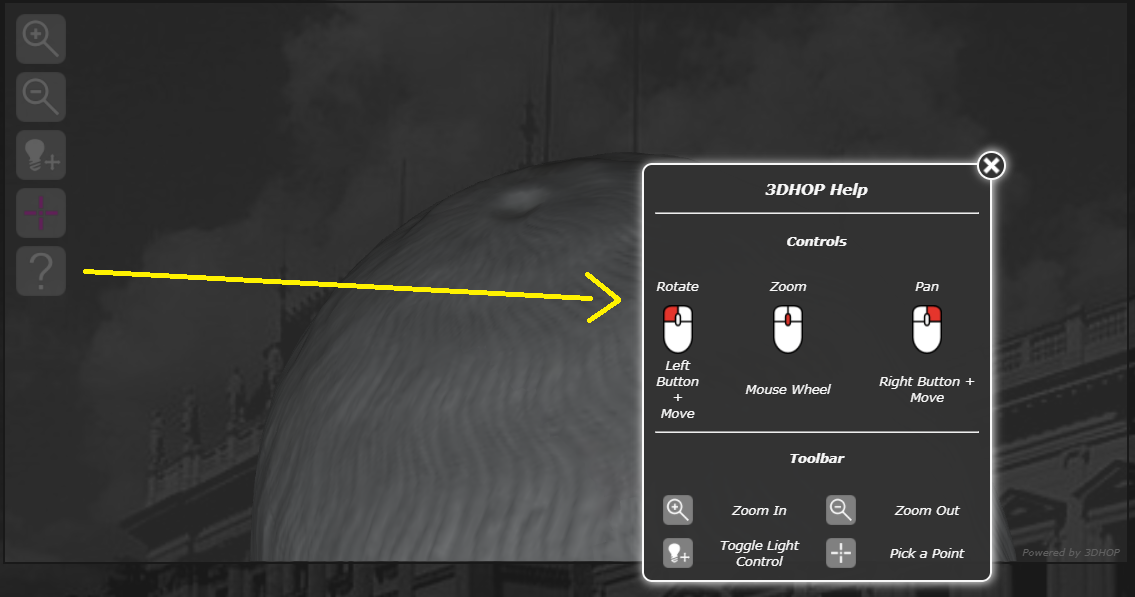 3DHOP Help
Controls
Rotate
Zoom
Pan
Left
Button
+
Move
Mouse Wheel
Right Button +
Move
Toolbar
Zoom In
Zoom Out
Toggle Light
Control
Pick a Point
Powered by 3DHOP